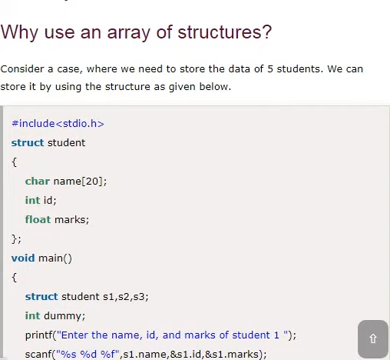 Why use an array of structures?
Consider a case, where we need to store the data of 5 students. We can
store it by using the structure as given below.
#include<stdio.h>
struct student
{
char name[20];
int id;
float marks;
};
void main()
{
struct student s1,s2,s3;
int dummy;
printf("Enter the name, id, and marks of student 1 ");
scanf("%s %d %f",s1.name,&s1.id,&s1.marks);